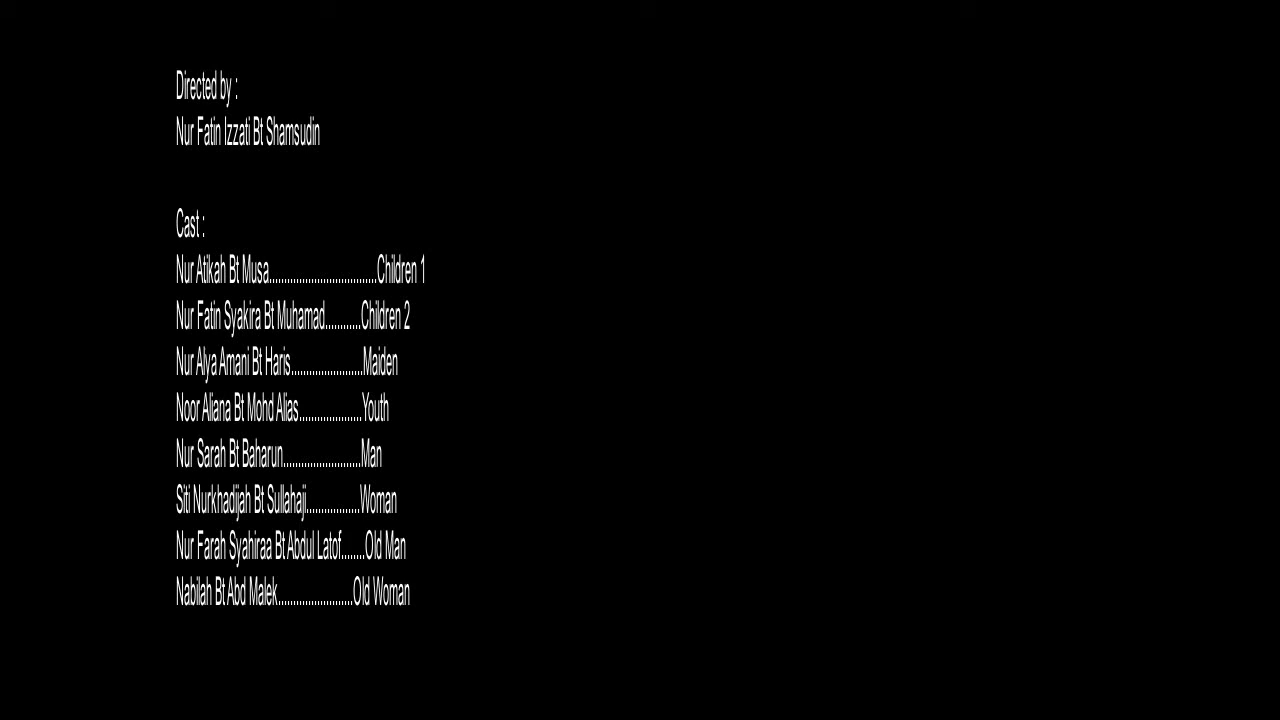 Directed by :
Nur Fatin Izzati Bt Shamsudin
Cast :
Nur Atikah Bt Musa....................................Children 1
Nur Fatin Syakira Bt Muhamad............Children 2
Nur Alya Amani Bt Haris........................Maiden
Noor Aliana Bt Mohd Alias.....................Youth
Nur Sarah Bt Baharun..........................Man
Siti Nurkhadijah Bt Sullahaji..................Woman
Nur Farah Syahiraa Bt Abdul Latof........Old Man
Nabilah Bt Abd Malek.........................Old Woman